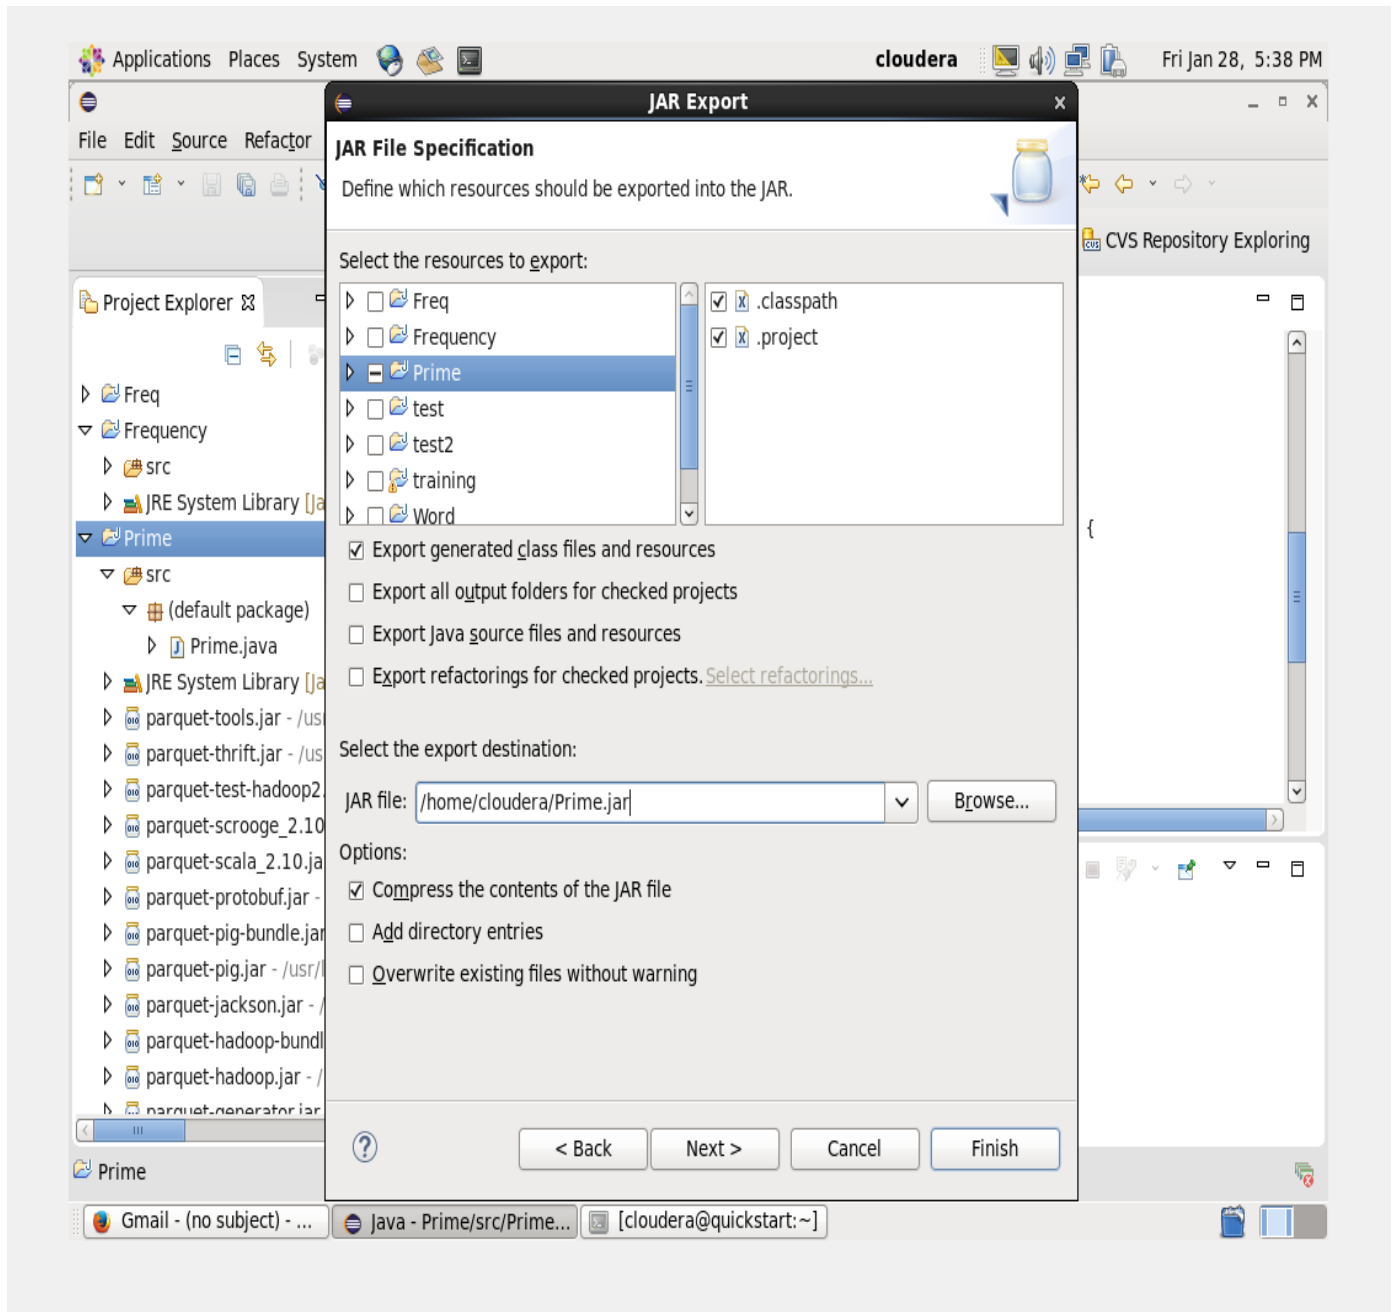 Applications Places System cloudera Fri Jan 28, 5:38 PM
JAR Export
File Edit Source Refactor
JAR File Specification
Define which resources should be exported into the JAR.
CVS Repository Exploring
Select the resources to export:
Project Explorer
Freq
Frequency
Prime
test
test2
training
Word
.classpath
.project
Freq
Frequency
src
JRE System Library [Ja
Prime
src
(default package)
Prime.java
JRE System Library [Ja
parquet-tools.jar - /usr
parquet-thrift.jar - /us
parquet-test-hadoop2.
parquet-scrooge_2.10
parquet-scala_2.10.ja
parquet-protobuf.jar -
parquet-pig-bundle.jar
parquet-pig.jar - /usr/l
parquet-jackson.jar - /
parquet-hadoop-bundl
parquet-hadoop.jar - /
parquet-generator.jar
{
Export generated class files and resources
Export all output folders for checked projects
Export Java source files and resources
Export refactorings for checked projects. Select refactorings...
Select the export destination:
JAR file: /home/cloudera/Prime.jar Browse...
Options:
Compress the contents of the JAR file
Add directory entries
Overwrite existing files without warning
< Back Next > Cancel Finish
Prime
Gmail - (no subject) - ... Java - Prime/src/Prime... [cloudera@quickstart:~]